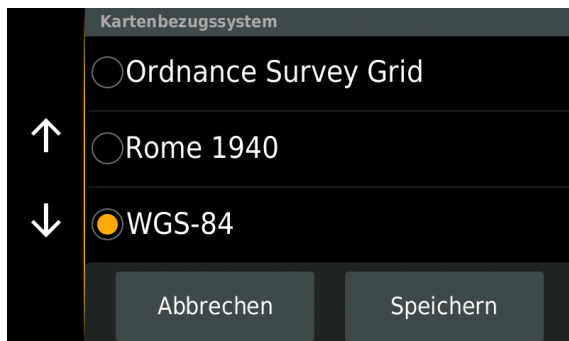 Kartenbezugssystem
Ordnance Survey Grid
Rome 1940
WGS-84
Abbrechen Speichern